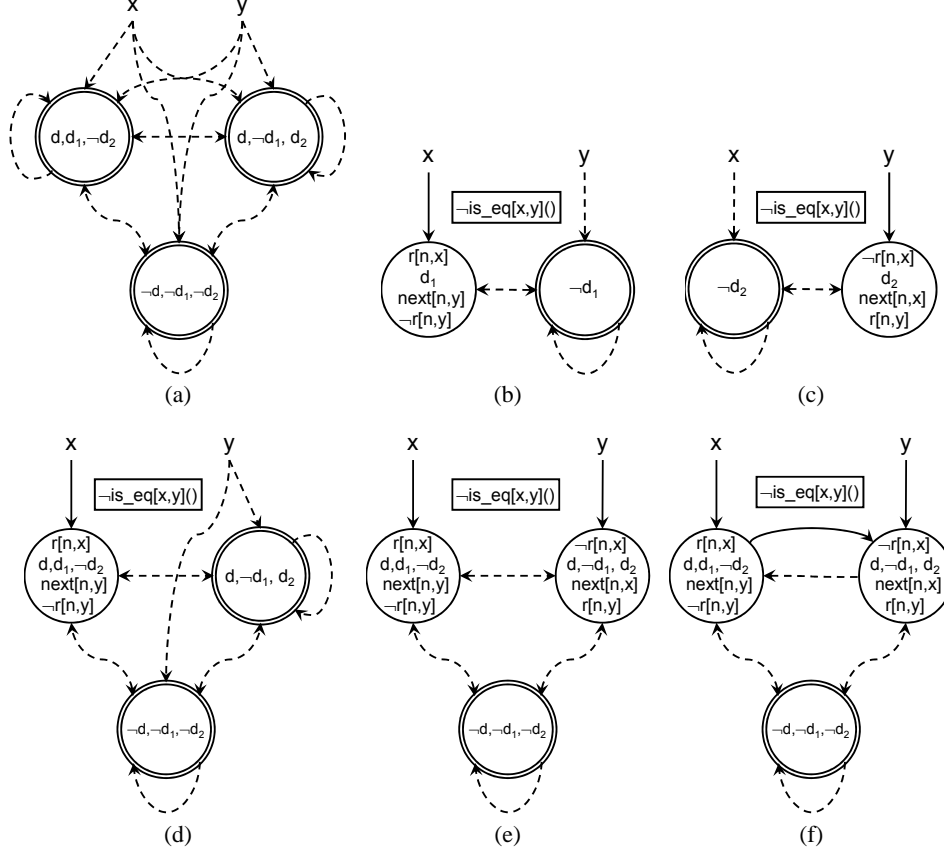 x
y
d,d₁,¬d₂
d,¬d₁, d₂
¬d,¬d₁,¬d₂
(a)
x
y
¬is_eq[x,y]()
r[n,x]
d₁
next[n,y]
¬r[n,y]
¬d₁
(b)
x
y
¬is_eq[x,y]()
¬d₂
¬r[n,x]
d₂
next[n,x]
r[n,y]
(c)
x
y
¬is_eq[x,y]()
r[n,x]
d,d₁,¬d₂
next[n,y]
¬r[n,y]
d,¬d₁, d₂
¬d,¬d₁,¬d₂
(d)
x
y
¬is_eq[x,y]()
r[n,x]
d,d₁,¬d₂
next[n,y]
¬r[n,y]
¬r[n,x]
d,¬d₁, d₂
next[n,x]
r[n,y]
¬d,¬d₁,¬d₂
(e)
x
y
¬is_eq[x,y]()
r[n,x]
d,d₁,¬d₂
next[n,y]
¬r[n,y]
¬r[n,x]
d,¬d₁, d₂
next[n,x]
r[n,y]
¬d,¬d₁,¬d₂
(f)